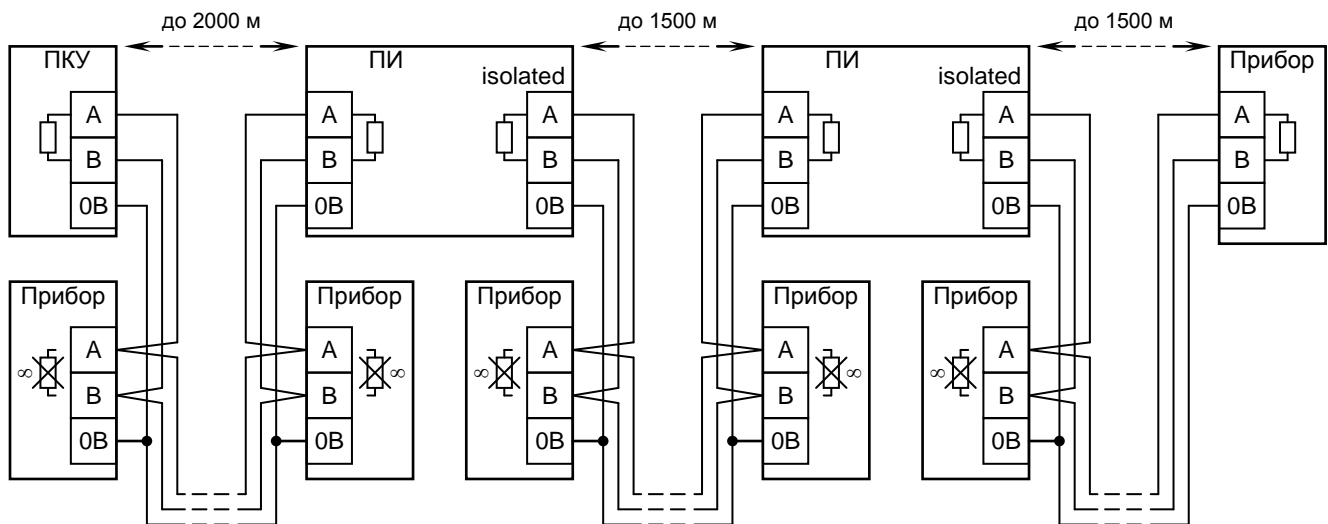 до 2000 м до 1500 м до 1500 м
ПКУ ПИ ПИ Прибор
isolated isolated
А А А А А А
В В В В В В
0В 0В 0В 0В 0В 0В
Прибор Прибор Прибор Прибор Прибор
А А А А А
∞ ∞ ∞ ∞ ∞
В В В В В
0В 0В 0В 0В 0В